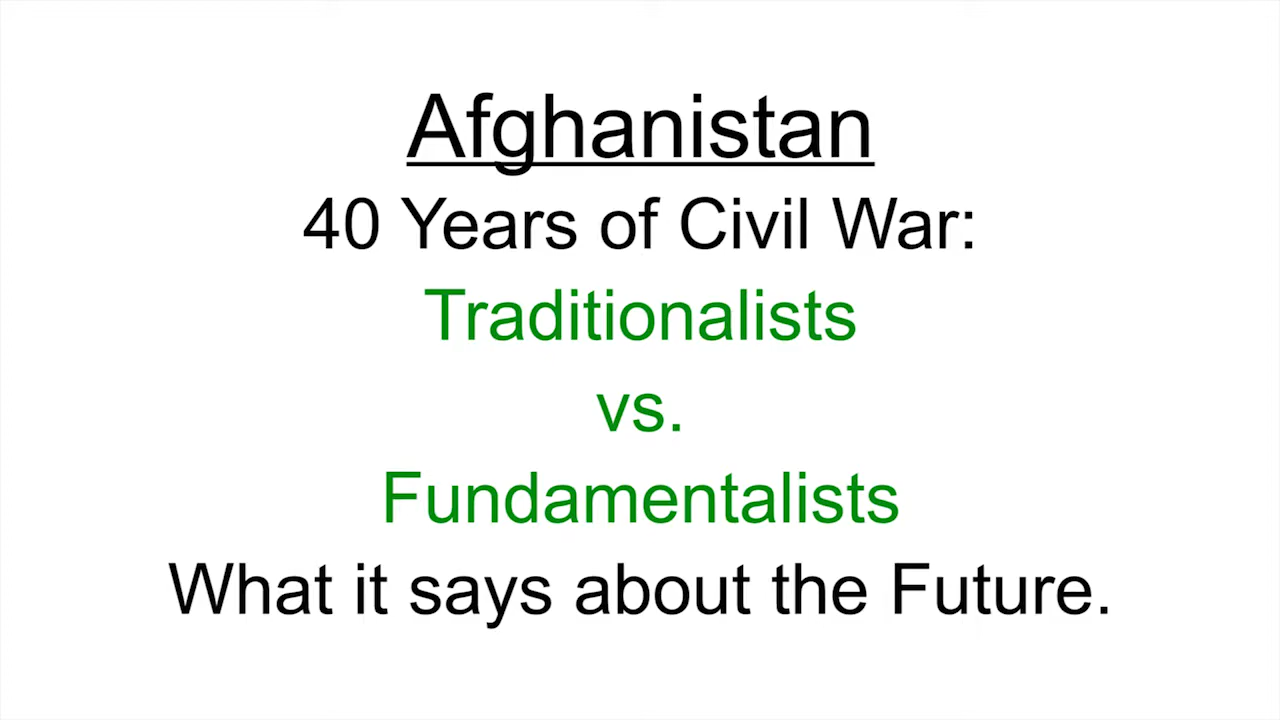 Afghanistan
40 Years of Civil War:
Traditionalists
vs.
Fundamentalists
What it says about the Future.